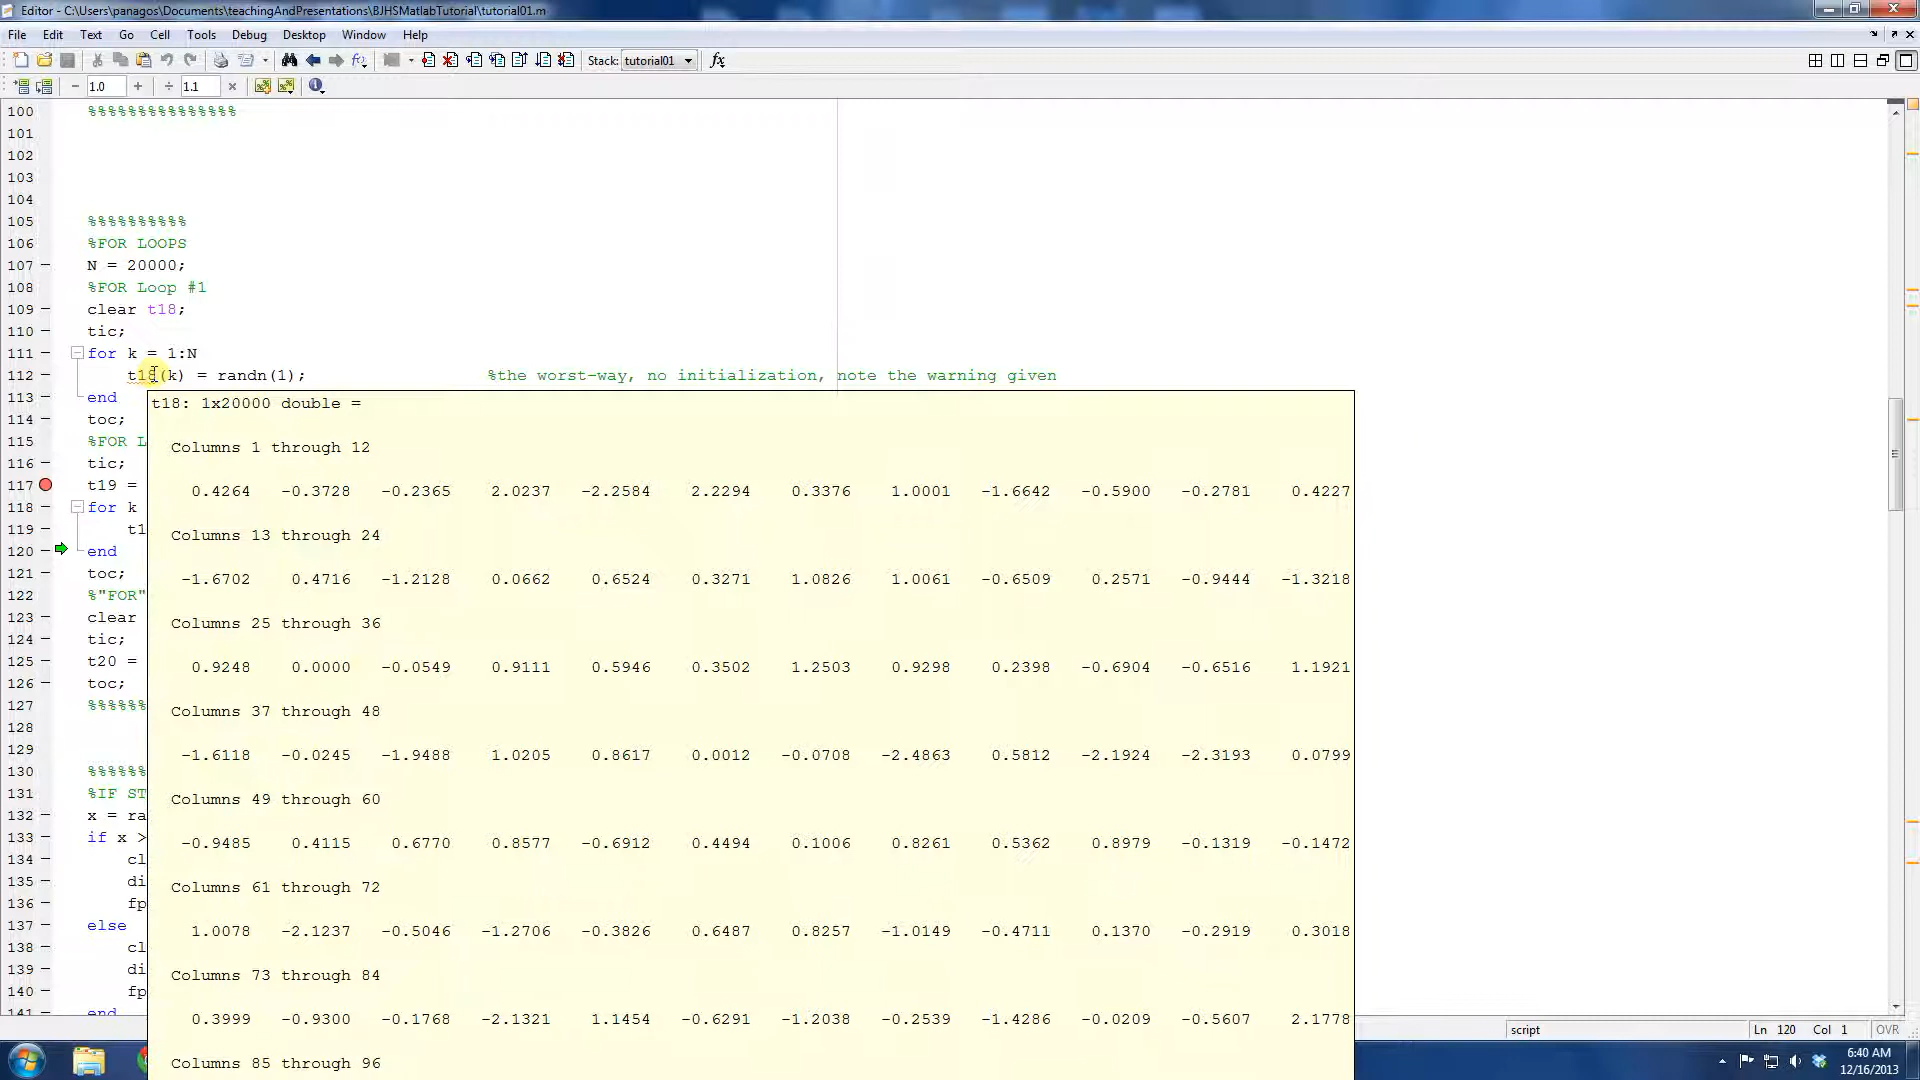 Editor - C:\Users\panagos\Documents\teachingAndPresentations\BJHSMatlabTutorial\tutorial01.m
File Edit Text Go Cell Tools Debug Desktop Window Help
Stack: tutorial01 fx
− 1.0 + ÷ 1.1 ×
100 %%%%%%%%%%%%%%%
101
102
103
104
105 %%%%%%%%%%
106 %FOR LOOPS
107 − N = 20000;
108 %FOR Loop #1
109 − clear t18;
110 − tic;
111 − for k = 1:N
112 − t18(k) = randn(1); %the worst-way, no initialization, note the warning given
113 − end
114 − toc;
115 %FOR L
116 − tic;
117 − t19 =
118 − for k
119 − t1
120 − end
121 − toc;
122 %"FOR"
123 − clear
124 − tic;
125 − t20 =
126 − toc;
127 %%%%%%
128
129
130 %%%%%%
131 %IF ST
132 − x = ra
133 − if x >
134 − cl
135 − di
136 − fp
137 − else
138 − cl
139 − di
140 − fp
141 − end
t18: 1x20000 double =
Columns 1 through 12
0.4264 -0.3728 -0.2365 2.0237 -2.2584 2.2294 0.3376 1.0001 -1.6642 -0.5900 -0.2781 0.4227
Columns 13 through 24
-1.6702 0.4716 -1.2128 0.0662 0.6524 0.3271 1.0826 1.0061 -0.6509 0.2571 -0.9444 -1.3218
Columns 25 through 36
0.9248 0.0000 -0.0549 0.9111 0.5946 0.3502 1.2503 0.9298 0.2398 -0.6904 -0.6516 1.1921
Columns 37 through 48
-1.6118 -0.0245 -1.9488 1.0205 0.8617 0.0012 -0.0708 -2.4863 0.5812 -2.1924 -2.3193 0.0799
Columns 49 through 60
-0.9485 0.4115 0.6770 0.8577 -0.6912 0.4494 0.1006 0.8261 0.5362 0.8979 -0.1319 -0.1472
Columns 61 through 72
1.0078 -2.1237 -0.5046 -1.2706 -0.3826 0.6487 0.8257 -1.0149 -0.4711 0.1370 -0.2919 0.3018
Columns 73 through 84
0.3999 -0.9300 -0.1768 -2.1321 1.1454 -0.6291 -1.2038 -0.2539 -1.4286 -0.0209 -0.5607 2.1778
Columns 85 through 96
script Ln 120 Col 1 OVR
6:40 AM
12/16/2013